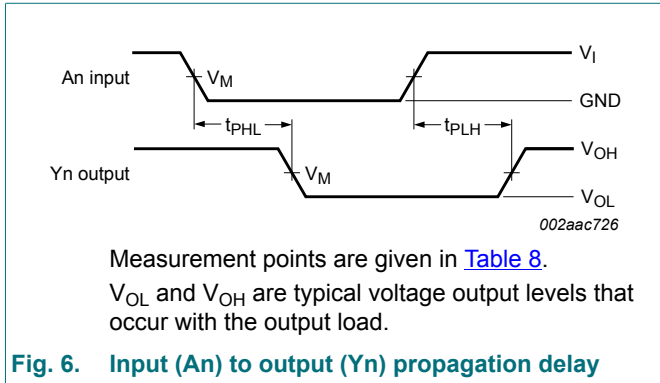 V_I
An input
V_M
GND
t_PHL
t_PLH
V_OH
Yn output
V_M
V_OL
002aac726
Measurement points are given in Table 8.
V_OL and V_OH are typical voltage output levels that
occur with the output load.
Fig. 6. Input (An) to output (Yn) propagation delay